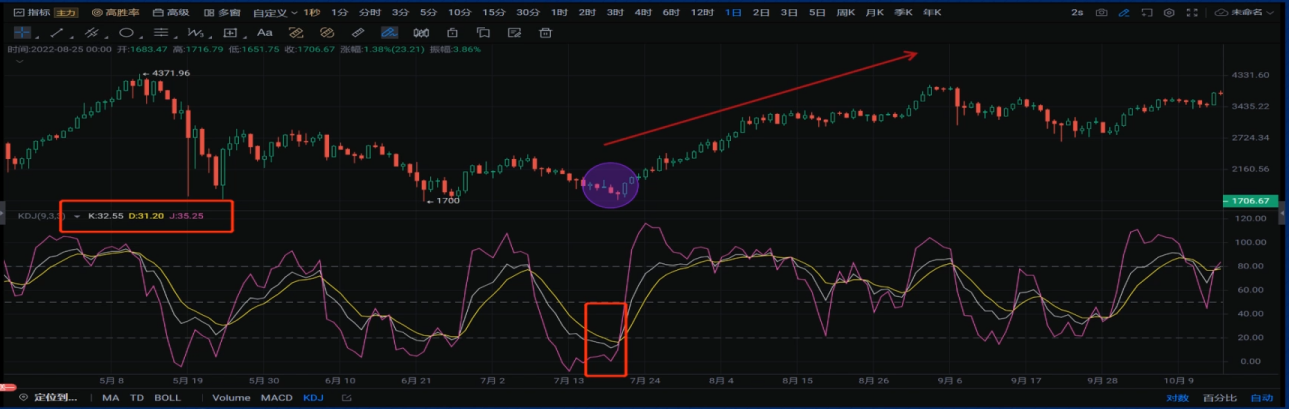 指标 主力 高胜率 高级 多窗 自定义 1秒 1分 分时 3分 5分 10分 15分 30分 1时 2时 3时 4时 6时 12时 1日 2日 3日 5日 周K 月K 季K 年K 2s 未命名
Aa
时间:2022-08-25 00:00 开:1683.47 高:1716.79 低:1651.75 收:1706.67 涨幅:1.38%(23.21) 振幅:3.86%
4371.96
4331.60
3435.22
2724.34
2160.56
1700
1706.67
KDJ(9,3,3) K:32.55 D:31.20 J:35.25
120.00
100.00
80.00
60.00
40.00
20.00
0.00
5月 8 5月 19 5月 30 6月 10 6月 21 7月 2 7月 13 7月 24 8月 4 8月 15 8月 26 9月 6 9月 17 9月 28 10月 9
定位到... MA TD BOLL Volume MACD KDJ 对数 百分比 自动